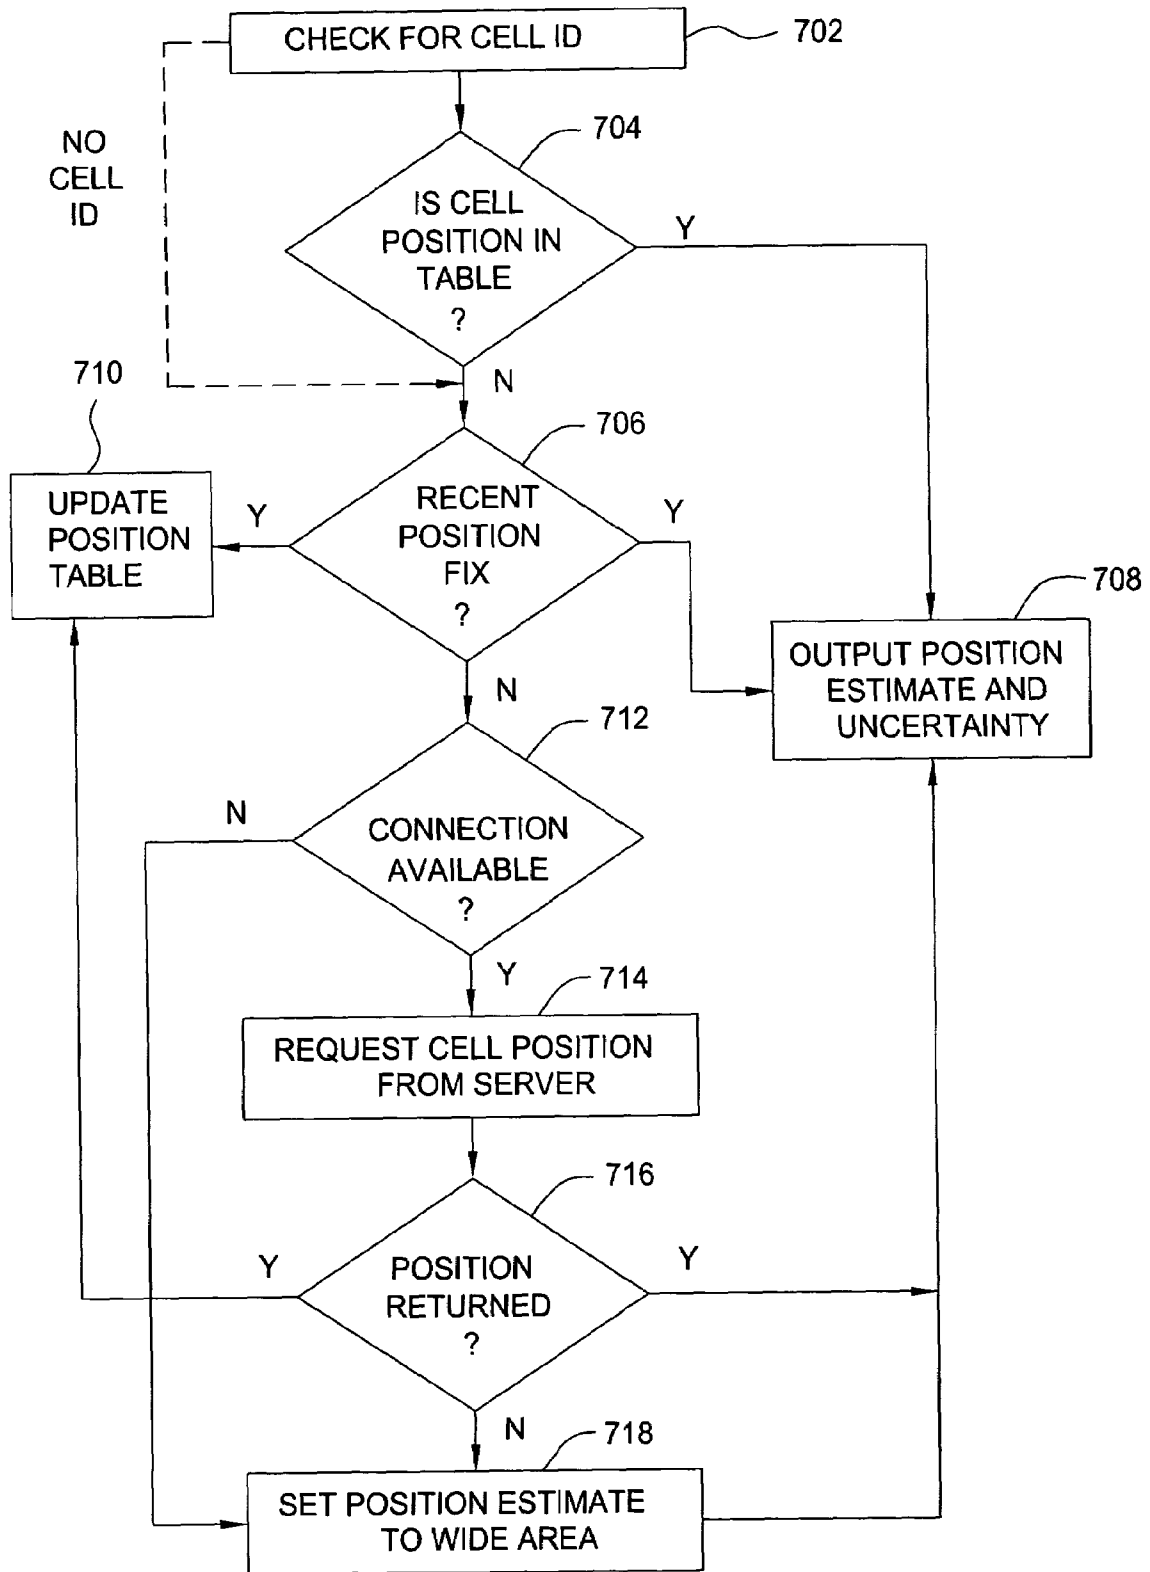 CHECK FOR CELL ID
702
NO
CELL
ID
704
IS CELL
POSITION IN
TABLE
?
Y
N
710
706
UPDATE
POSITION
TABLE
Y
RECENT
POSITION
FIX
?
Y
708
OUTPUT POSITION
ESTIMATE AND
UNCERTAINTY
N
712
N
CONNECTION
AVAILABLE
?
Y
714
REQUEST CELL POSITION
FROM SERVER
716
Y
POSITION
RETURNED
?
Y
N
718
SET POSITION ESTIMATE
TO WIDE AREA